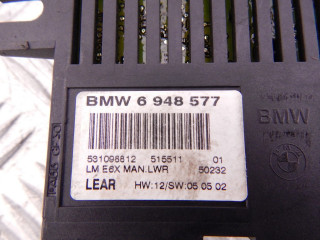 BMW 6 948 577
531098612 515511 01
LM E6X MAN.LWR 50232
LEAR HW:12/SW:05 05 02
BMW